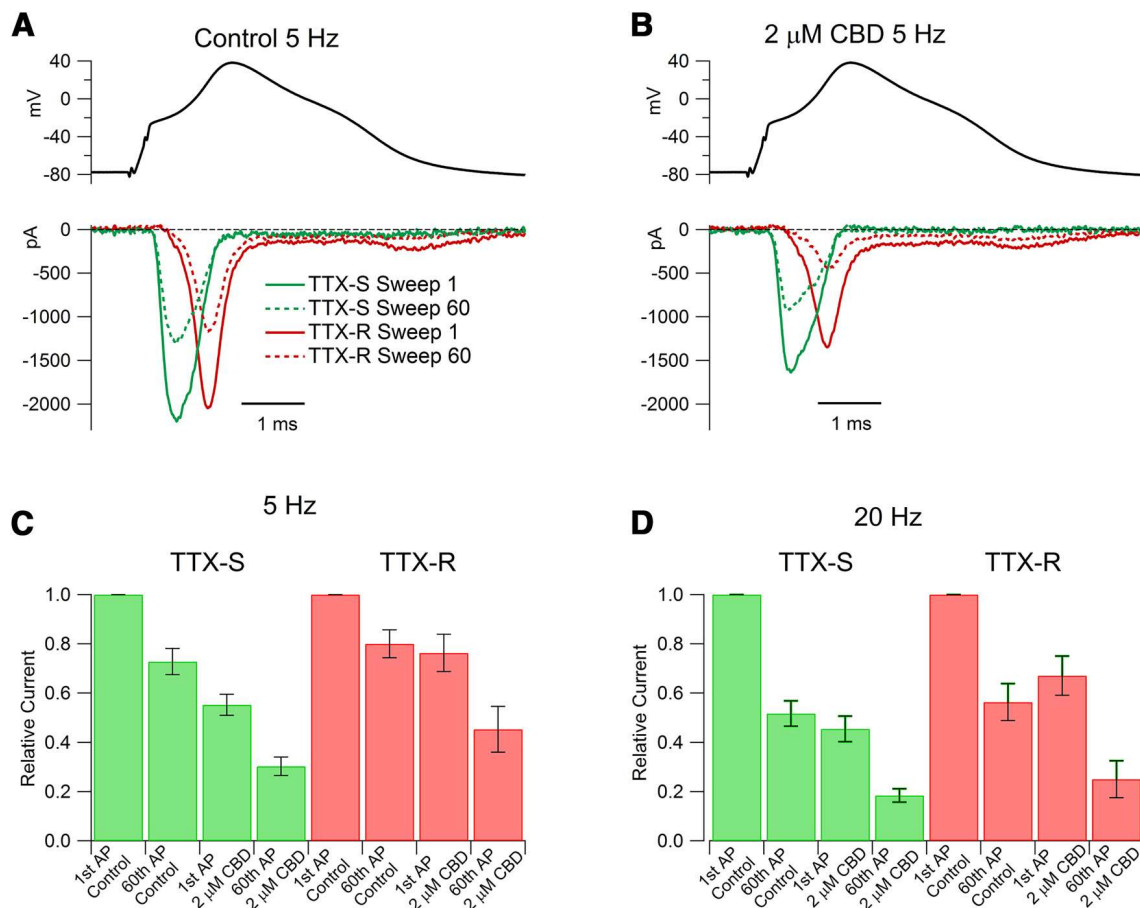 A
Control 5 Hz
40
0
-40
-80
mV
0
-500
-1000
-1500
-2000
pA
TTX-S Sweep 1
TTX-S Sweep 60
TTX-R Sweep 1
TTX-R Sweep 60
1 ms
B
2 μM CBD 5 Hz
40
0
-40
-80
mV
0
-500
-1000
-1500
-2000
pA
1 ms
C
5 Hz
TTX-S
TTX-R
1.0
0.8
0.6
0.4
0.2
0.0
Relative Current
1st AP
Control
60th AP
Control
1st AP
2 μM CBD
60th AP
2 μM CBD
1st AP
Control
60th AP
Control
1st AP
2 μM CBD
60th AP
2 μM CBD
D
20 Hz
TTX-S
TTX-R
1.0
0.8
0.6
0.4
0.2
0.0
Relative Current
1st AP
Control
60th AP
Control
1st AP
2 μM CBD
60th AP
2 μM CBD
1st AP
Control
60th AP
Control
1st AP
2 μM CBD
60th AP
2 μM CBD